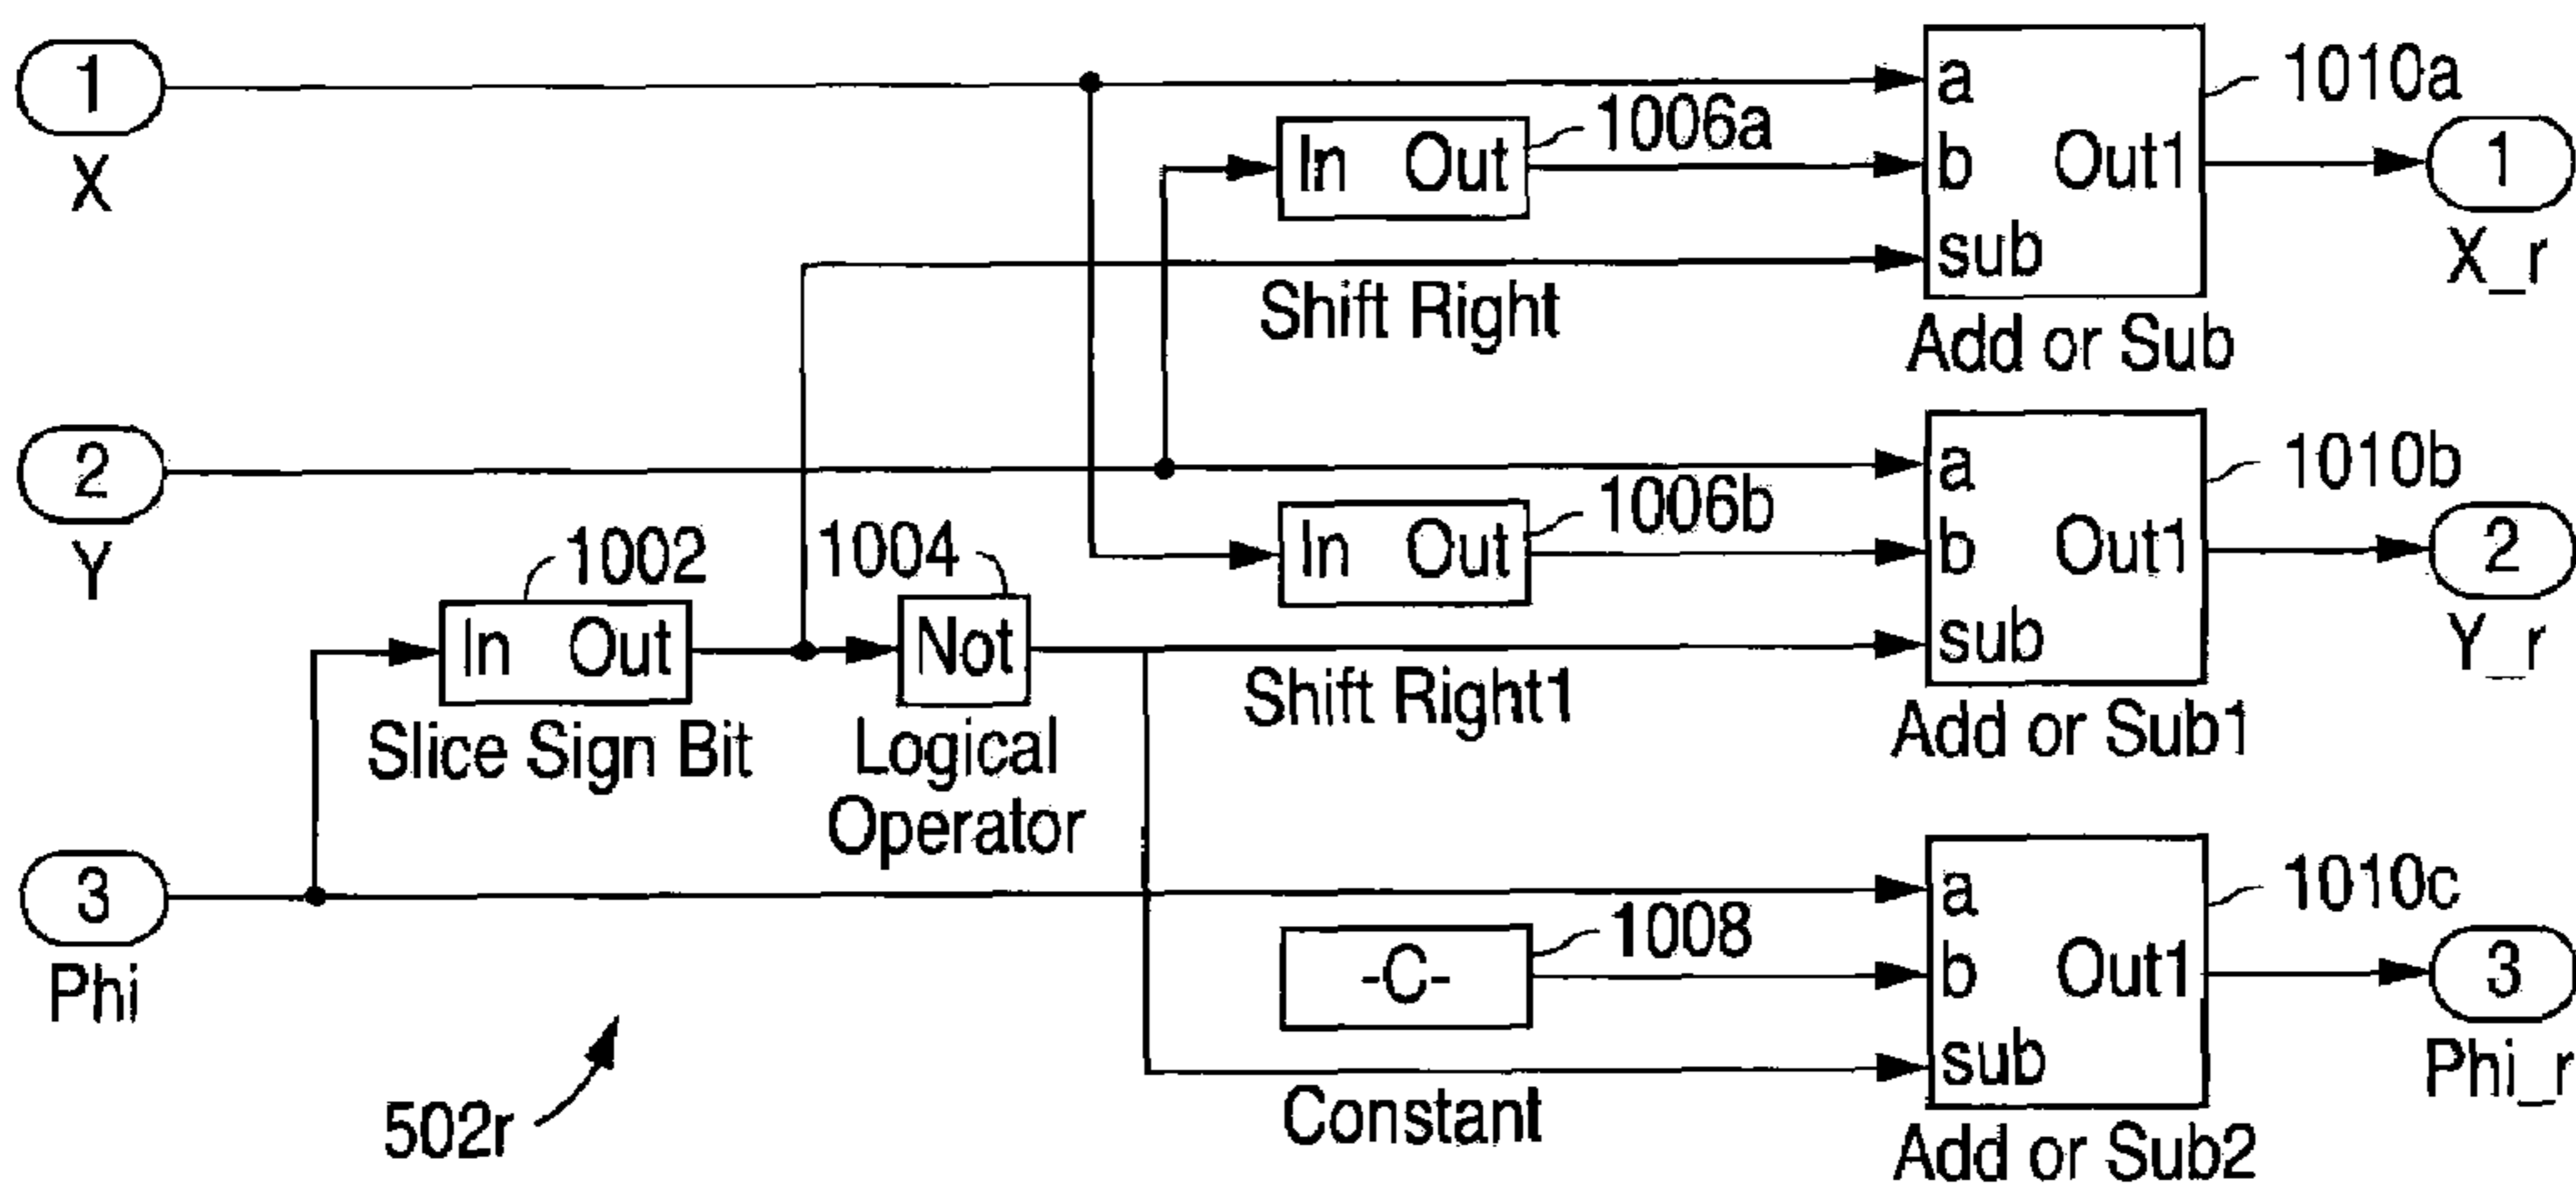 1
X
In Out
1006a
a
b
sub
Out1
1010a
1
X_r
Shift Right
Add or Sub
2
Y
In Out
1006b
a
b
sub
Out1
1010b
2
Y_r
1002
In Out
Slice Sign Bit
1004
Not
Logical
Operator
Shift Right1
Add or Sub1
3
Phi
-C-
1008
a
b
sub
Out1
1010c
3
Phi_r
Constant
Add or Sub2
502r